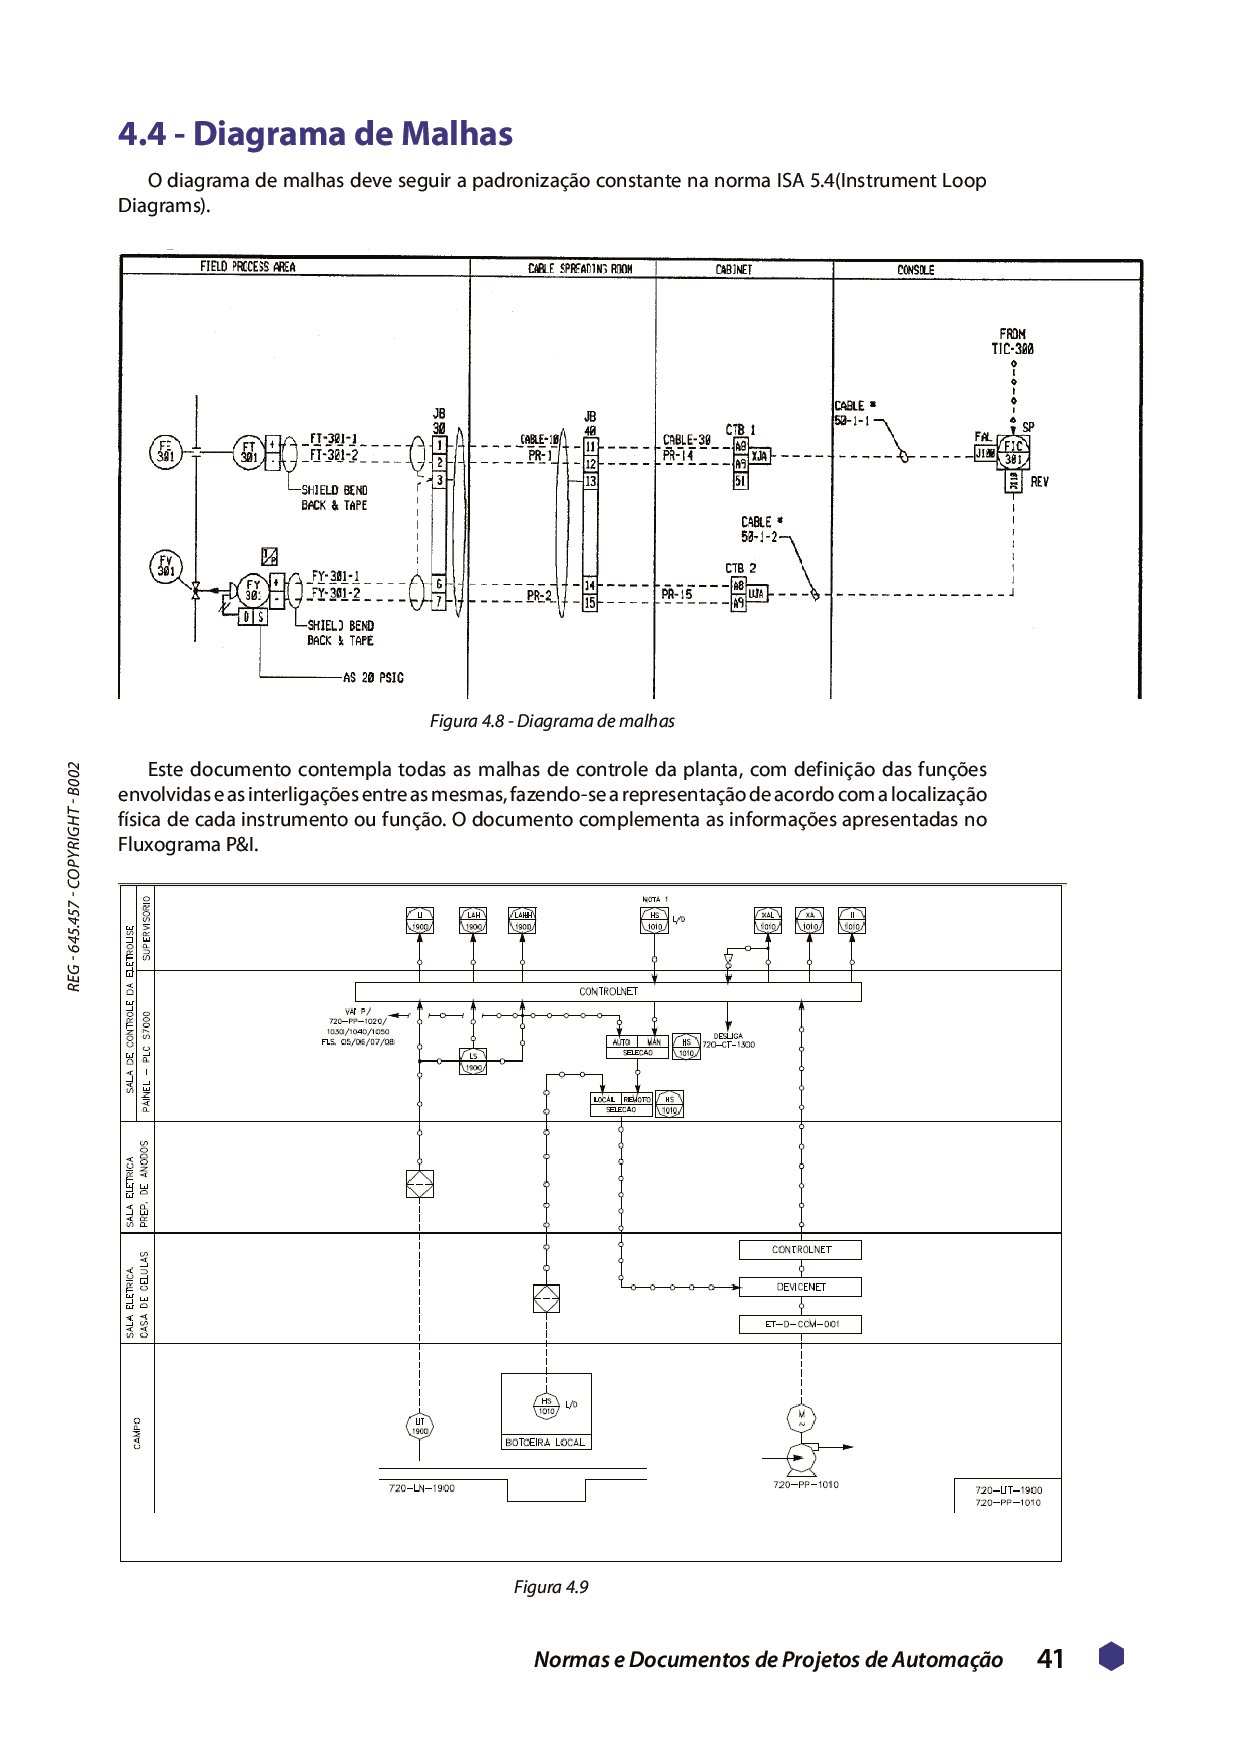 4.4 - Diagrama de Malhas
O diagrama de malhas deve seguir a padronização constante na norma ISA 5.4(Instrument Loop
Diagrams).
FIELD PROCESS AREA
CABLE SPREADING ROOM
CABINET
CONSOLE
FROM
TIC-300
CABLE *
50-1-1
JB
30
JB
40
CTB 1
SP
FAL
FE
301
FT
301
+
-
FT-301-1
FT-301-2
1
2
3
CABLE-10
PR-1
11
12
13
CABLE-30
PR-14
A8
A9
51
XJA
J100
FIC
301
REV
SHIELD BEND
BACK & TAPE
CABLE *
50-1-2
FV
301
I/P
CTB 2
FY
301
+
-
FY-301-1
FY-301-2
6
7
PR-2
14
15
PR-15
A8
A9
D S
SHIELD BEND
BACK & TAPE
AS 20 PSIG
Figura 4.8 - Diagrama de malhas
Este documento contempla todas as malhas de controle da planta, com definição das funções
envolvidas e as interligações entre as mesmas, fazendo-se a representação de acordo com a localização
física de cada instrumento ou função. O documento complementa as informações apresentadas no
Fluxograma P&I.
REG - 645.457 - COPYRIGHT - B002
SALA DE CONTROLE DA ELETROLISE
SUPERVISORIO
PAINEL - PLC S7000
LI
1900
LAH
1900
LAHH
1900
NOTA 1
HS
1010
L/D
XAL
1010
XA
1010
II
1010
CONTROLNET
VAI P/
720-PP-1020/
1030/1040/1050
FLS. 05/06/07/08
LS
1900
AUTO MAN
SELECAO
HS
1010
DESLIGA
720-CT-1300
LOCAL REMOTO
SELECAO
HS
1010
SALA ELETRICA
PREP. DE ANODOS
SALA ELETRICA
CASA DE CELULAS
CONTROLNET
DEVICENET
ET-D-CCM-001
CAMPO
LIT
1900
HS
1010
L/D
BOTOEIRA LOCAL
M
~
720-LN-1900
720-PP-1010
720-LIT-1900
720-PP-1010
Figura 4.9
Normas e Documentos de Projetos de Automação 41